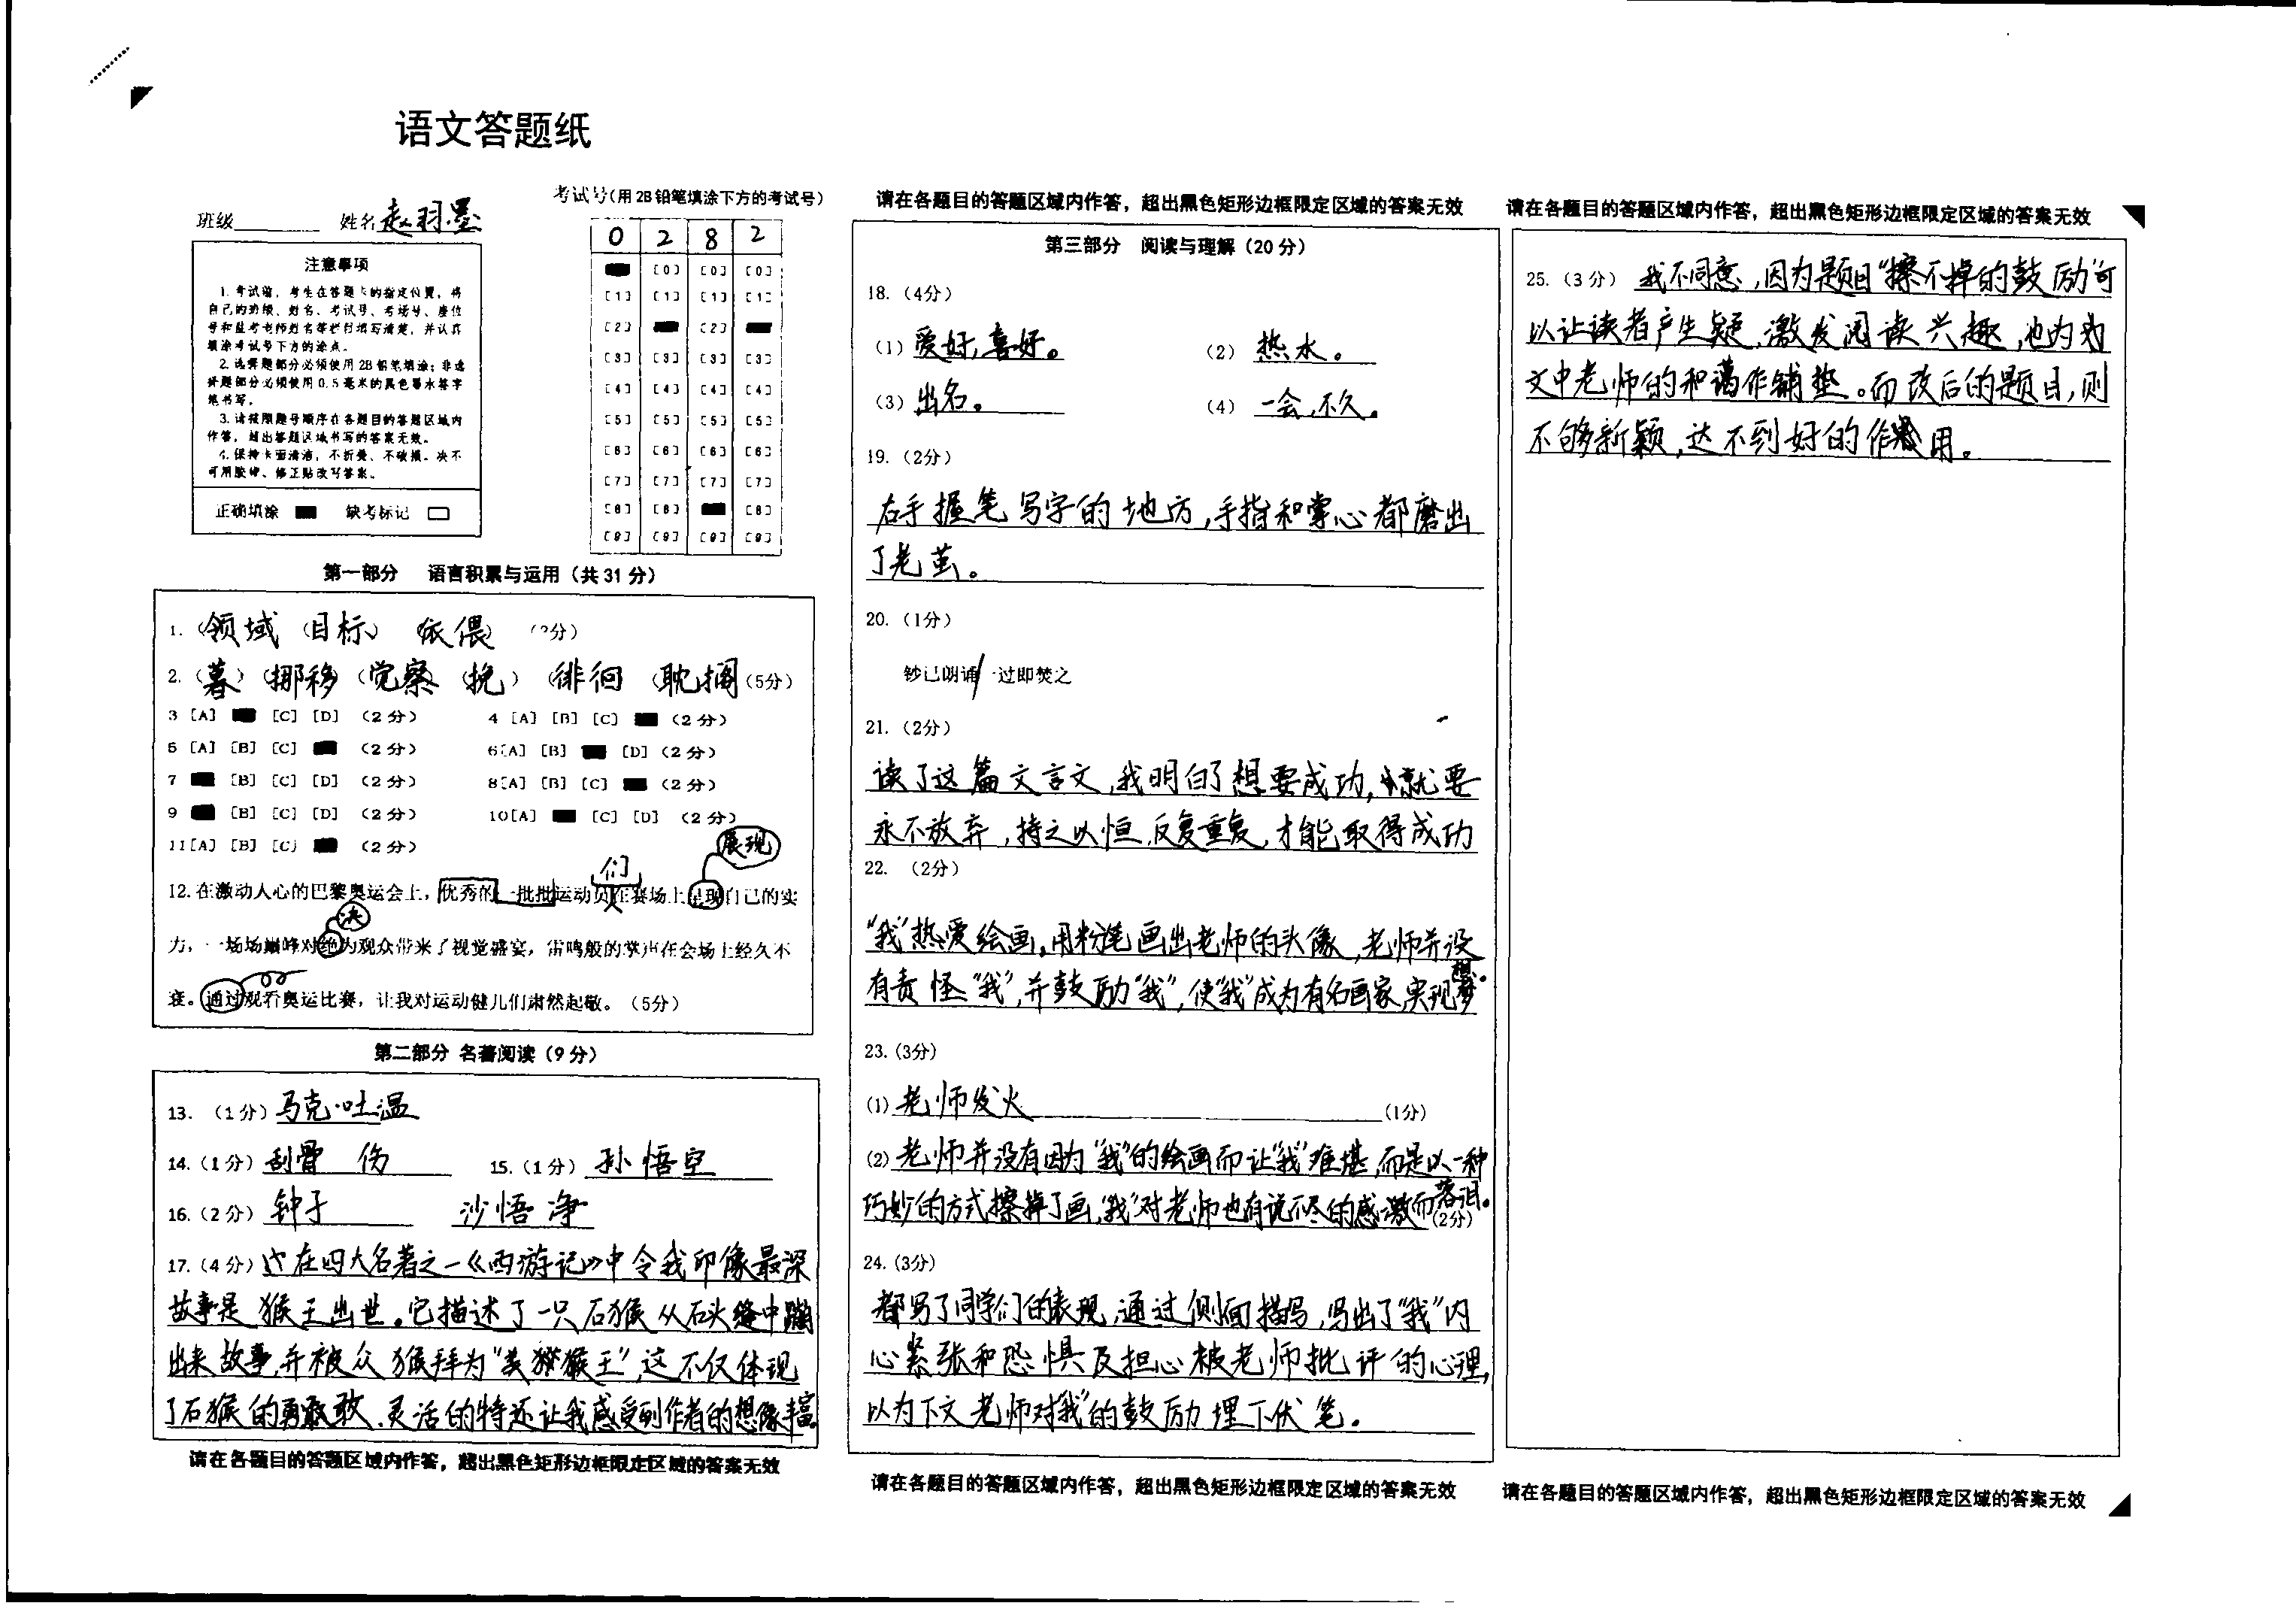 语文答题纸
班级 姓名 赵羽墨
考试号(用2B铅笔填涂下方的考试号)
0 2 8 2
[0] [0] [0]
[1] [1] [1] [1]
[2] [2]
[3] [3] [3] [3]
[4] [4] [4] [4]
[5] [5] [5] [5]
[6] [6] [6] [6]
[7] [7] [7] [7]
[8] [8] [8]
[9] [9] [9] [9]
注意事项
1.考试前,考生在答题卡的指定位置,将
自己的班级、姓名、考试号、考场号、座位
号和监考老师姓名等栏目填写清楚,并认真
填涂考试号下方的涂点。
2.选择题部分必须使用2B铅笔填涂;非选
择题部分必须使用0.5毫米的黑色墨水签字
笔书写。
3.请按照题号顺序在各题目的答题区域内
作答,超出答题区域书写的答案无效。
4.保持卡面清洁,不折叠、不破损。决不
可用胶带、修正贴改写答案。
正确填涂 缺考标记
第一部分 语言积累与运用(共31分)
1.(领域)(目标)(依偎)(3分)
2.(暮)(挪移)(觉察)(挽)(徘徊)(耽搁)(5分)
3 [A] [C] [D] (2分) 4 [A] [B] [C] (2分)
5 [A] [B] [C] (2分) 6[A] [B] [D](2分)
7 [B] [C] [D] (2分) 8[A] [B] [C] (2分)
9 [B] [C] [D] (2分) 10[A] [C] [D] (2分)
11[A] [B] [C] (2分)
展现
们
12.在激动人心的巴黎奥运会上,优秀的一批批运动员在赛场上呈现自己的实
决
力,一场场巅峰对绝为观众带来了视觉盛宴,雷鸣般的掌声在会场上经久不
衰。通过观看奥运比赛,让我对运动健儿们肃然起敬。(5分)
第二部分 名著阅读(9分)
13.(1分)马克·吐温
14.(1分)刮骨 伤 15.(1分)孙悟空
16.(2分)钟子 沙悟净
17.(4分)在四大名著之一《西游记》中令我印像最深
故事是猴王出世。它描述了一只石猴从石头缝中蹦
出来故事,并被众猴拜为“美猴王”,这不仅体现
了石猴的勇敢、灵活的特还让我感受到作者的想像丰富。
请在各题目的答题区域内作答,超出黑色矩形边框限定区域的答案无效
请在各题目的答题区域内作答,超出黑色矩形边框限定区域的答案无效
第三部分 阅读与理解(20分)
18.(4分)
(1)爱好,喜好。 (2)热水。
(3)出名。 (4)一会,不久。
19.(2分)
右手握笔写字的地方,手指和掌心都磨出
了老茧。
20.(1分)
钞已朗诵/一过即焚之
21.(2分)
读了这篇文言文,我明白了想要成功,就要
永不放弃,持之以恒,反复重复,才能取得成功
22.(2分)
“我”热爱绘画,用粉笔画出老师的头像,老师并没
有责怪“我”,并鼓励“我”,使“我”成为有名画家,实现梦想。
23.(3分)
(1)老师发火(1分)
(2)老师并没有因为“我”的绘画而让“我”难堪,而是以一种
巧妙的方式擦掉了画,“我”对老师也有说不尽的感激而落泪。(2分)
24.(3分)
都写了同学们的表现,通过侧面描写,写出了“我”内
心紧张和恐惧及担心被老师批评的心理,
以为下文老师对“我”的鼓励埋下伏笔。
请在各题目的答题区域内作答,超出黑色矩形边框限定区域的答案无效
请在各题目的答题区域内作答,超出黑色矩形边框限定区域的答案无效
25.(3分)我不同意,因为题目“擦不掉的鼓励”可
以让读者产生疑,激发阅读兴趣,也为
文中老师的和蔼作铺垫。而改后的题目,则
不够新颖,达不到好的作用。
请在各题目的答题区域内作答,超出黑色矩形边框限定区域的答案无效